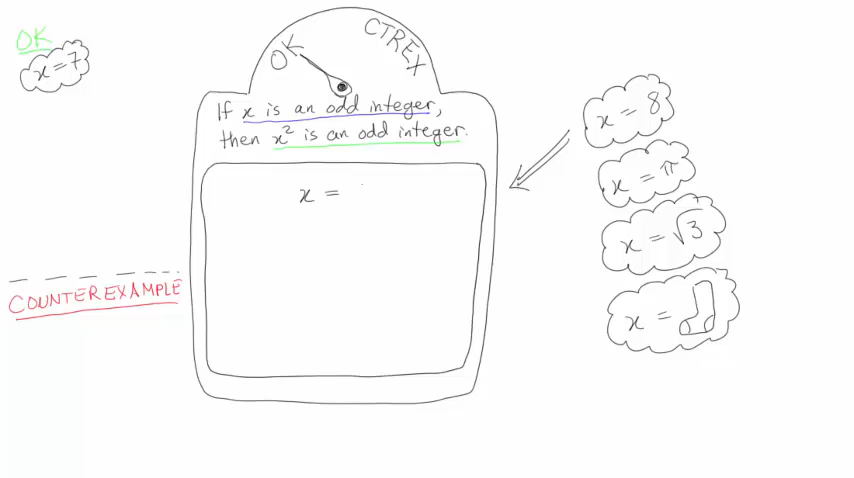 OK
x = 7
OK
CTREX
If x is an odd integer,
then x² is an odd integer.
x =
COUNTEREXAMPLE
x = 8
x = π
x = √3
x = ♫